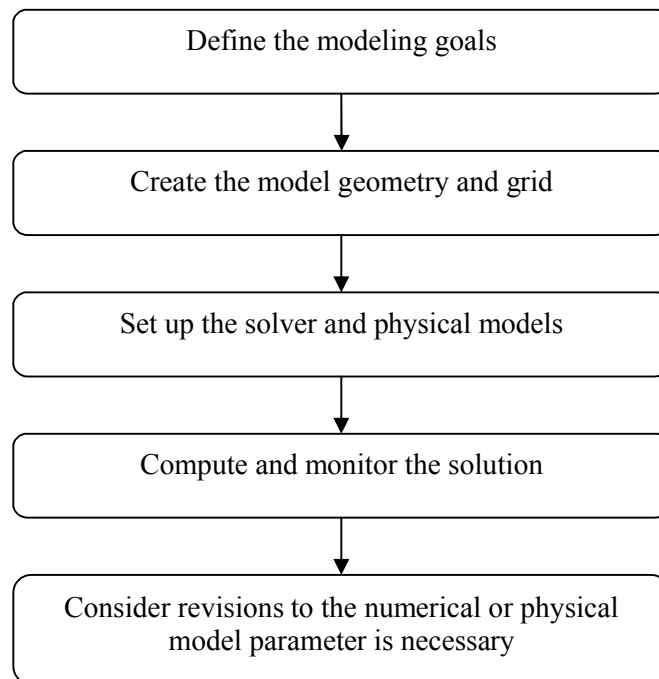 Define the modeling goals
Create the model geometry and grid
Set up the solver and physical models
Compute and monitor the solution
Consider revisions to the numerical or physical
model parameter is necessary